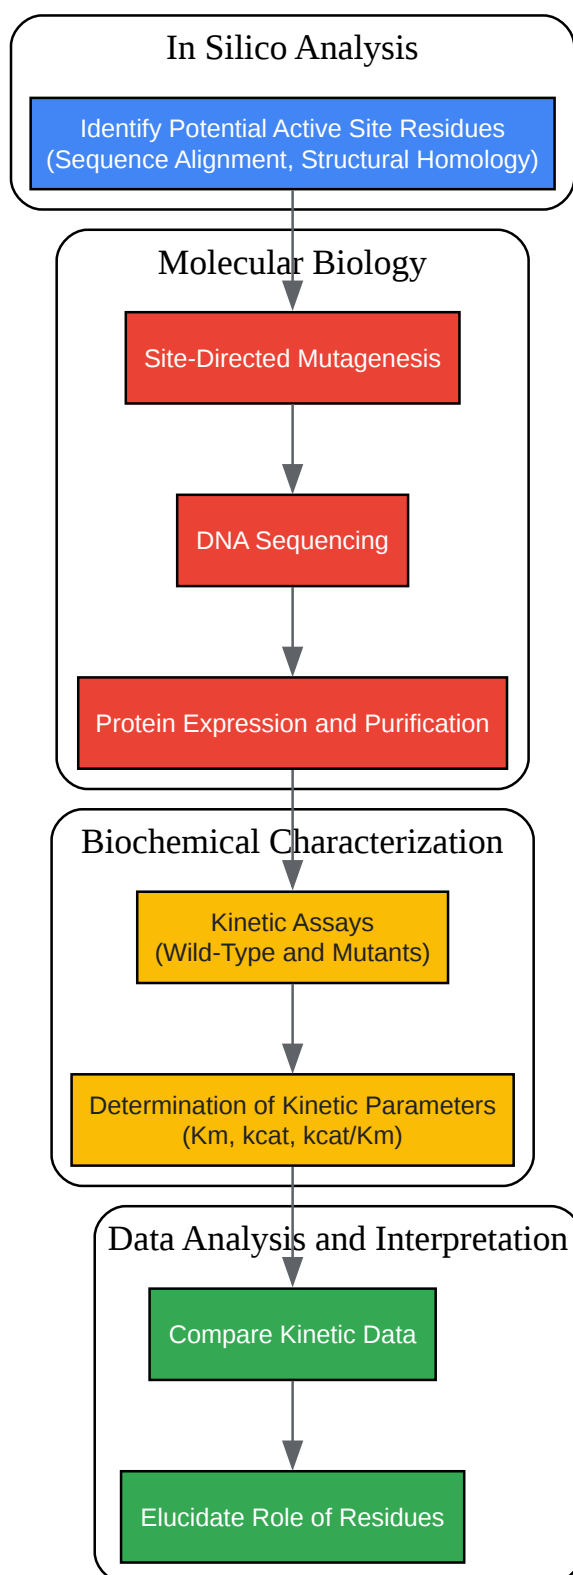 In Silico Analysis
Identify Potential Active Site Residues
(Sequence Alignment, Structural Homology)
Molecular Biology
Site-Directed Mutagenesis
DNA Sequencing
Protein Expression and Purification
Biochemical Characterization
Kinetic Assays
(Wild-Type and Mutants)
Determination of Kinetic Parameters
(Km, kcat, kcat/Km)
Data Analysis and Interpretation
Compare Kinetic Data
Elucidate Role of Residues